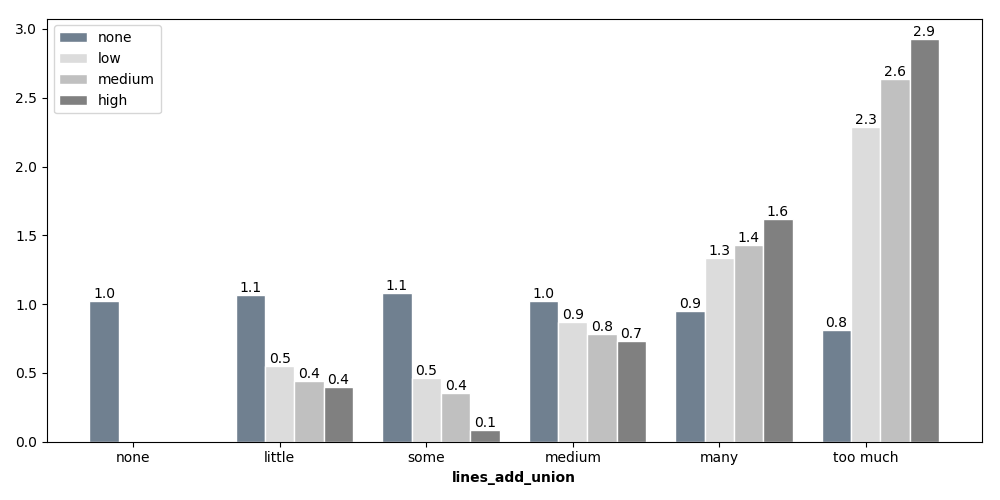 none
low
medium
high
3.0
2.5
2.0
1.5
1.0
0.5
0.0
1.0
1.1 0.5 0.4 0.4
1.1 0.5 0.4 0.1
1.0 0.9 0.8 0.7
0.9 1.3 1.4 1.6
0.8 2.3 2.6 2.9
none little some medium many too much
lines_add_union